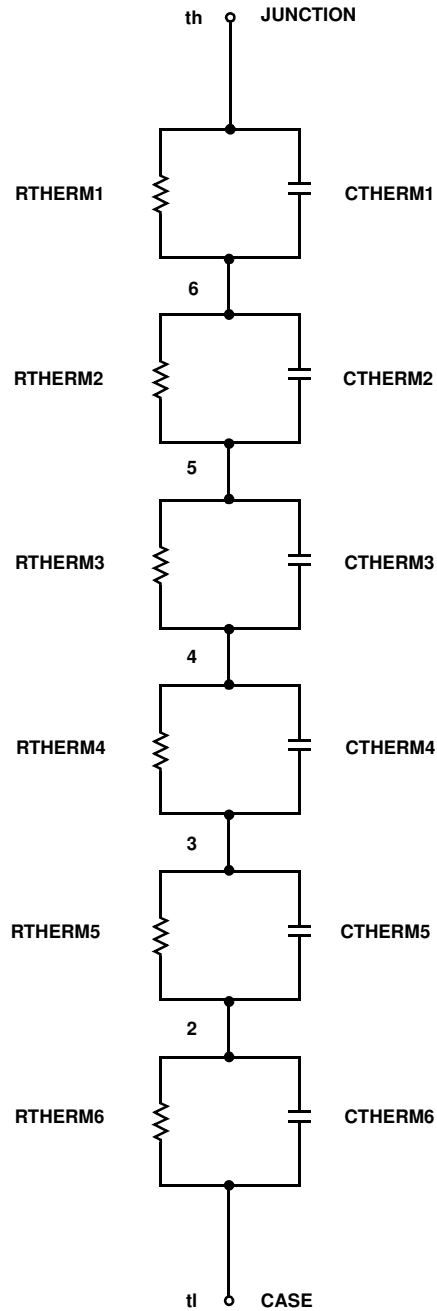 th JUNCTION
RTHERM1 CTHERM1
6
RTHERM2 CTHERM2
5
RTHERM3 CTHERM3
4
RTHERM4 CTHERM4
3
RTHERM5 CTHERM5
2
RTHERM6 CTHERM6
tl CASE